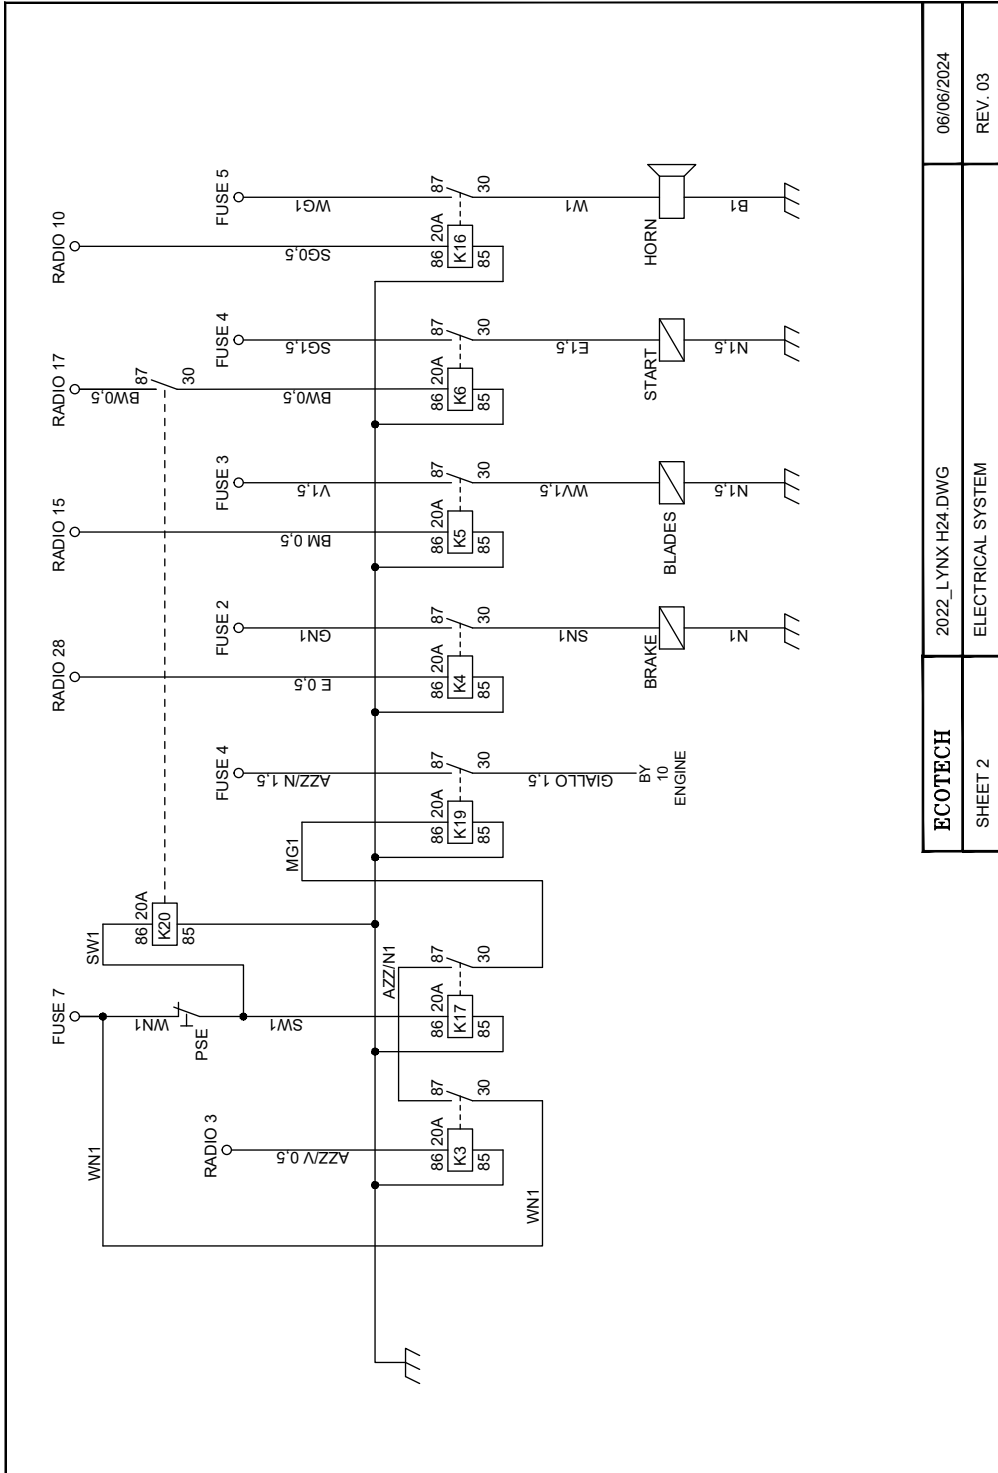 RADIO 10
FUSE 5
SG0,5
WG1
86 20A
K16
85
87
30
W1
HORN
B1
RADIO 17
BW0,5
87
30
BW0,5
FUSE 4
SG1,5
86 20A
K6
85
87
30
E1,5
START
N1,5
RADIO 15
BM 0,5
FUSE 3
V1,5
86 20A
K5
85
87
30
WV1,5
BLADES
N1,5
RADIO 28
E 0,5
FUSE 2
GN1
86 20A
K4
85
87
30
SN1
BRAKE
N1
FUSE 4
AZZ/N 1,5
MG1
86 20A
K19
85
87
30
GIALLO 1,5
BY
10
ENGINE
SW1
86 20A
K20
85
FUSE 7
WN1
PSE
SW1
AZZ/N1
86 20A
K17
85
87
30
RADIO 3
AZZ/V 0,5
WN1
86 20A
K3
85
87
30
WN1
ECOTECH
2022_LYNX H24.DWG
06/06/2024
SHEET 2
ELECTRICAL SYSTEM
REV. 03